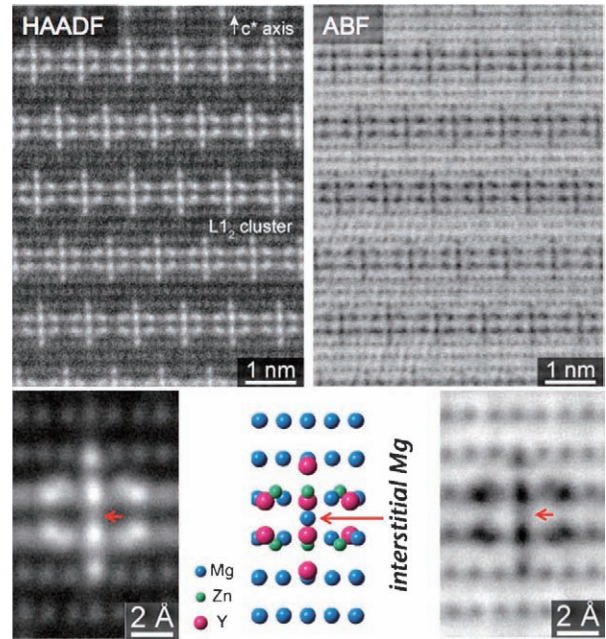 HAADF
c* axis
L1₂ cluster
1 nm
ABF
1 nm
2 Å
Mg
Zn
Y
interstitial Mg
2 Å